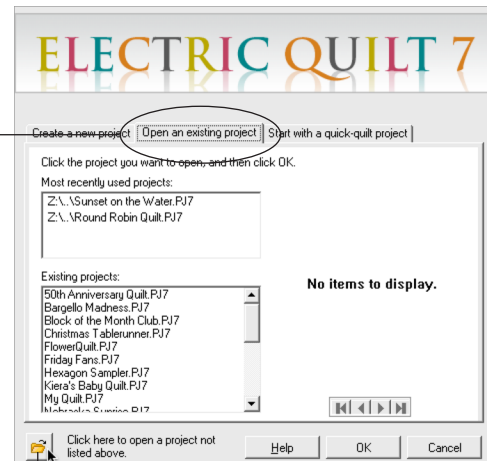 ELECTRIC QUILT 7
Create a new project
Open an existing project
Start with a quick-quilt project
Click the project you want to open, and then click OK.
Most recently used projects:
Z:\..\Sunset on the Water.PJ7
Z:\..\Round Robin Quilt.PJ7
Existing projects:
50th Anniversary Quilt.PJ7
Bargello Madness.PJ7
Block of the Month Club.PJ7
Christmas Tablerunner.PJ7
FlowerQuilt.PJ7
Friday Fans.PJ7
Hexagon Sampler.PJ7
Kiera's Baby Quilt.PJ7
My Quilt.PJ7
Nebraska Sunrise.PJ7
No items to display.
Click here to open a project not
listed above.
Help
OK
Cancel